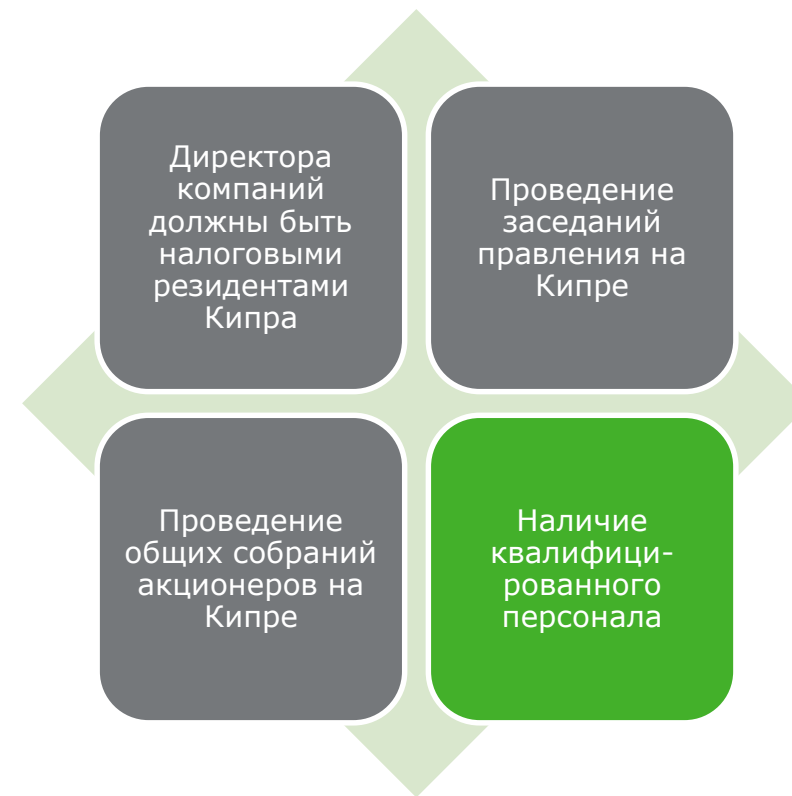 Директора
компаний
должны быть
налоговыми
резидентами
Кипра
Проведение
заседаний
правления на
Кипре
Проведение
общих собраний
акционеров на
Кипре
Наличие
квалифици-
рованного
персонала